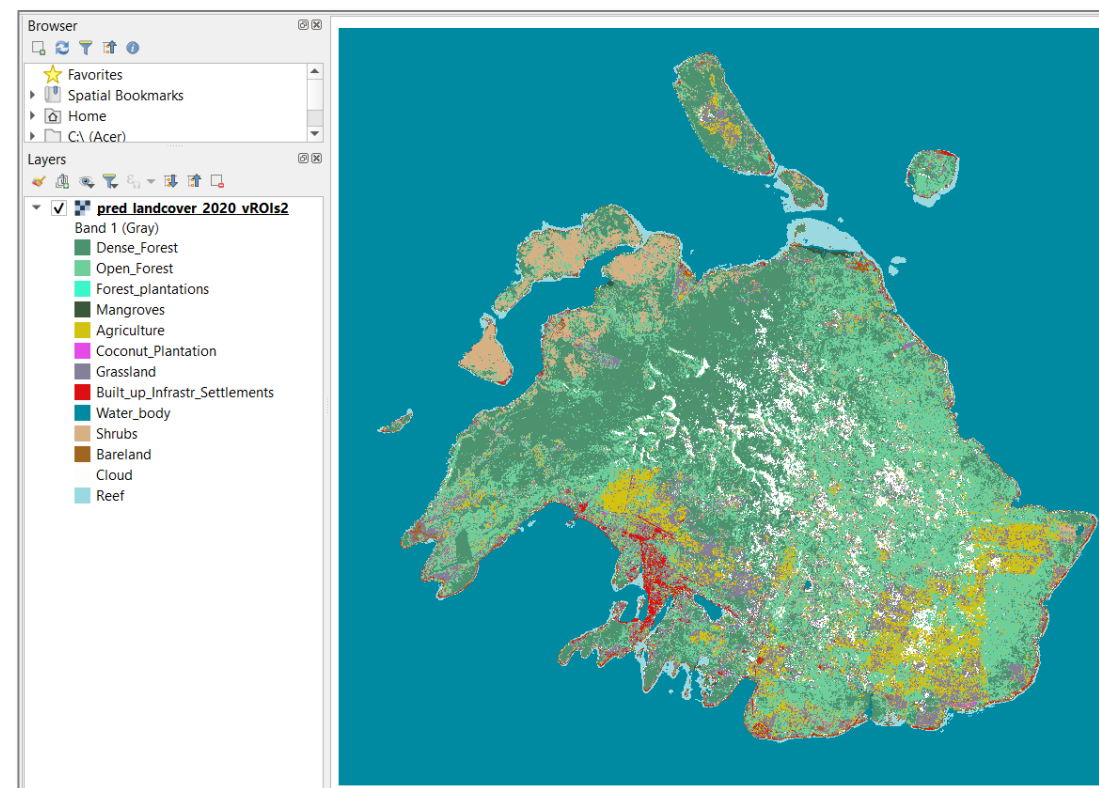 Browser
Favorites
Spatial Bookmarks
Home
C:\ (Acer)
Layers
pred_landcover_2020_vROIs2
Band 1 (Gray)
Dense_Forest
Open_Forest
Forest_plantations
Mangroves
Agriculture
Coconut_Plantation
Grassland
Built_up_Infrastr_Settlements
Water_body
Shrubs
Bareland
Cloud
Reef